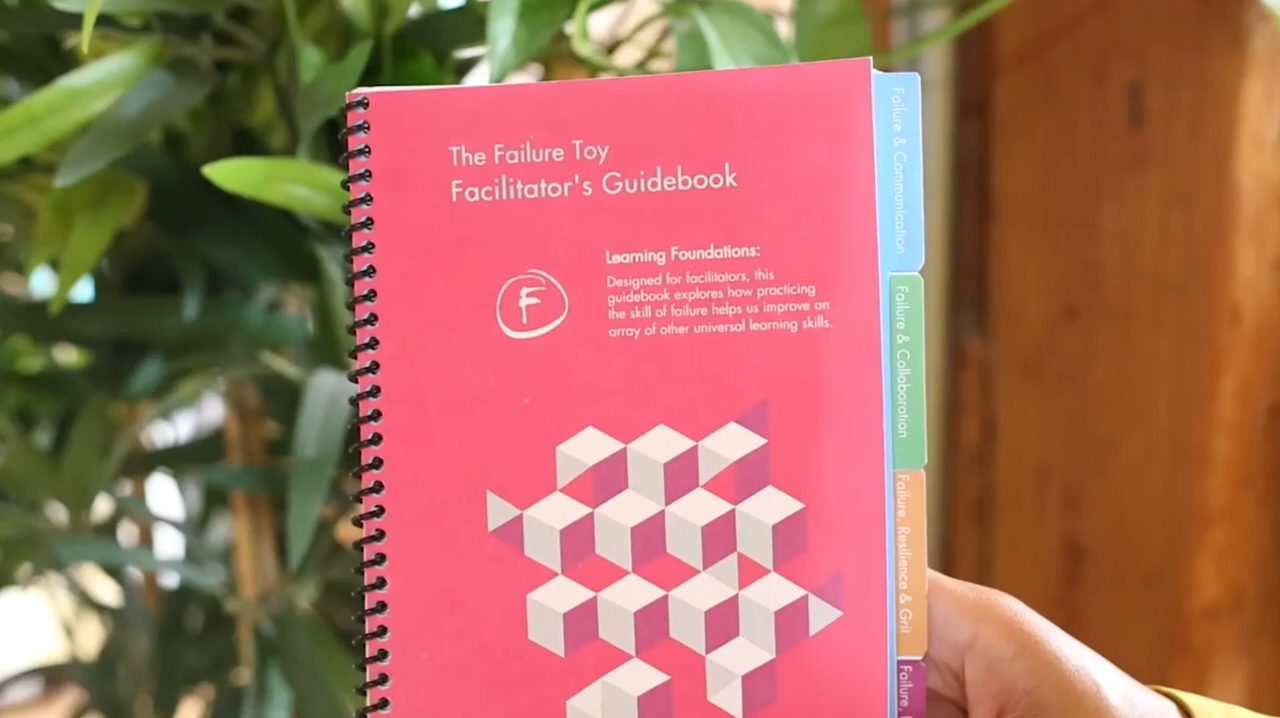 The Failure Toy
Facilitator's Guidebook
F
Learning Foundations:
Designed for facilitators, this
guidebook explores how practicing
the skill of failure helps us improve an
array of other universal learning skills.
Failure & Communication
Failure & Collaboration
Failure, Resilience & Grit
Failure,